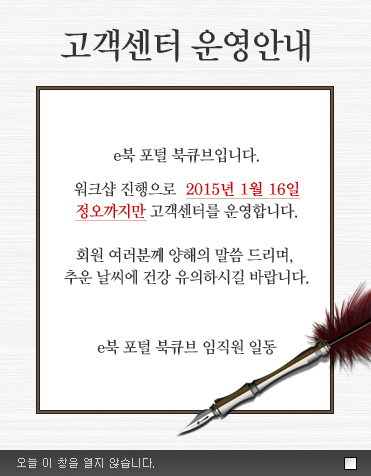 고객센터 운영안내
e북 포털 북큐브입니다.
워크샵 진행으로 2015년 1월 16일
정오까지만 고객센터를 운영합니다.
회원 여러분께 양해의 말씀 드리며,
추운 날씨에 건강 유의하시길 바랍니다.
e북 포털 북큐브 임직원 일동
오늘 이 창을 열지 않습니다.